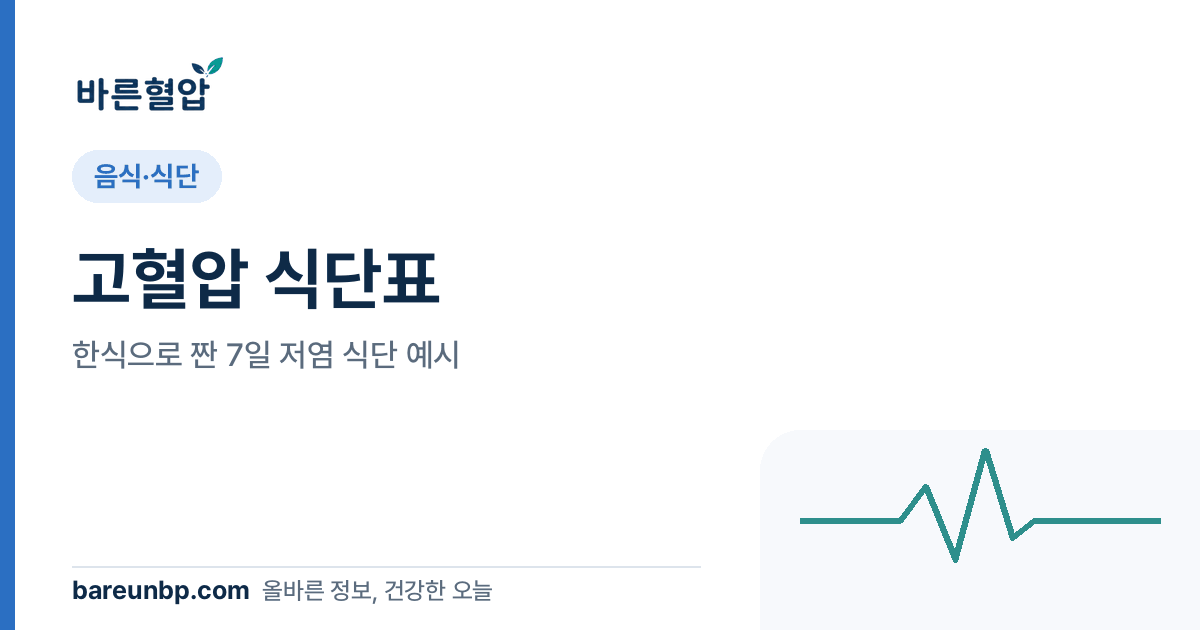 바른혈압
음식·식단
고혈압 식단표
한식으로 짠 7일 저염 식단 예시
bareunbp.com 올바른 정보, 건강한 오늘